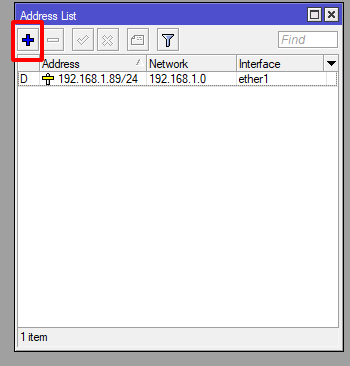 Address List
Find
Address Network Interface
D 192.168.1.89/24 192.168.1.0 ether1
1 item